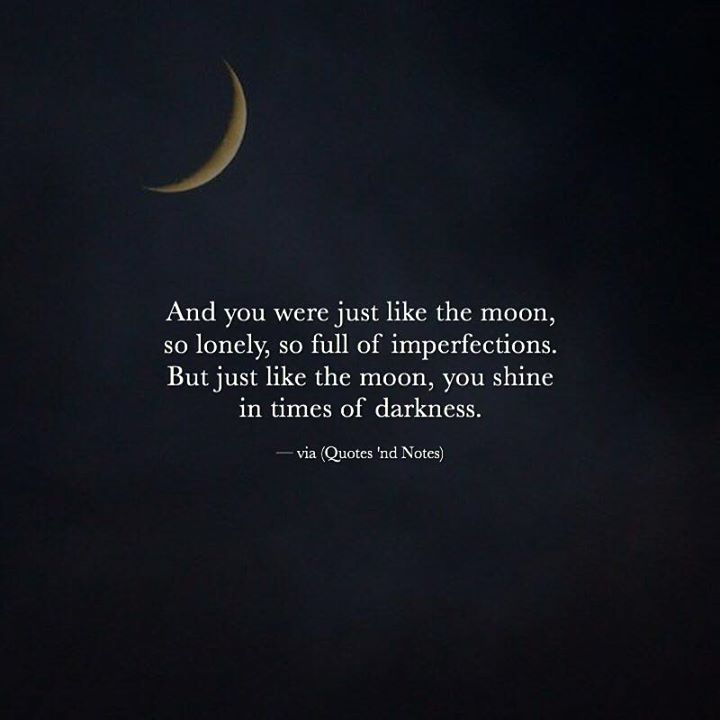 And you were just like the moon,
so lonely, so full of imperfections.
But just like the moon, you shine
in times of darkness.
— via (Quotes 'nd Notes)